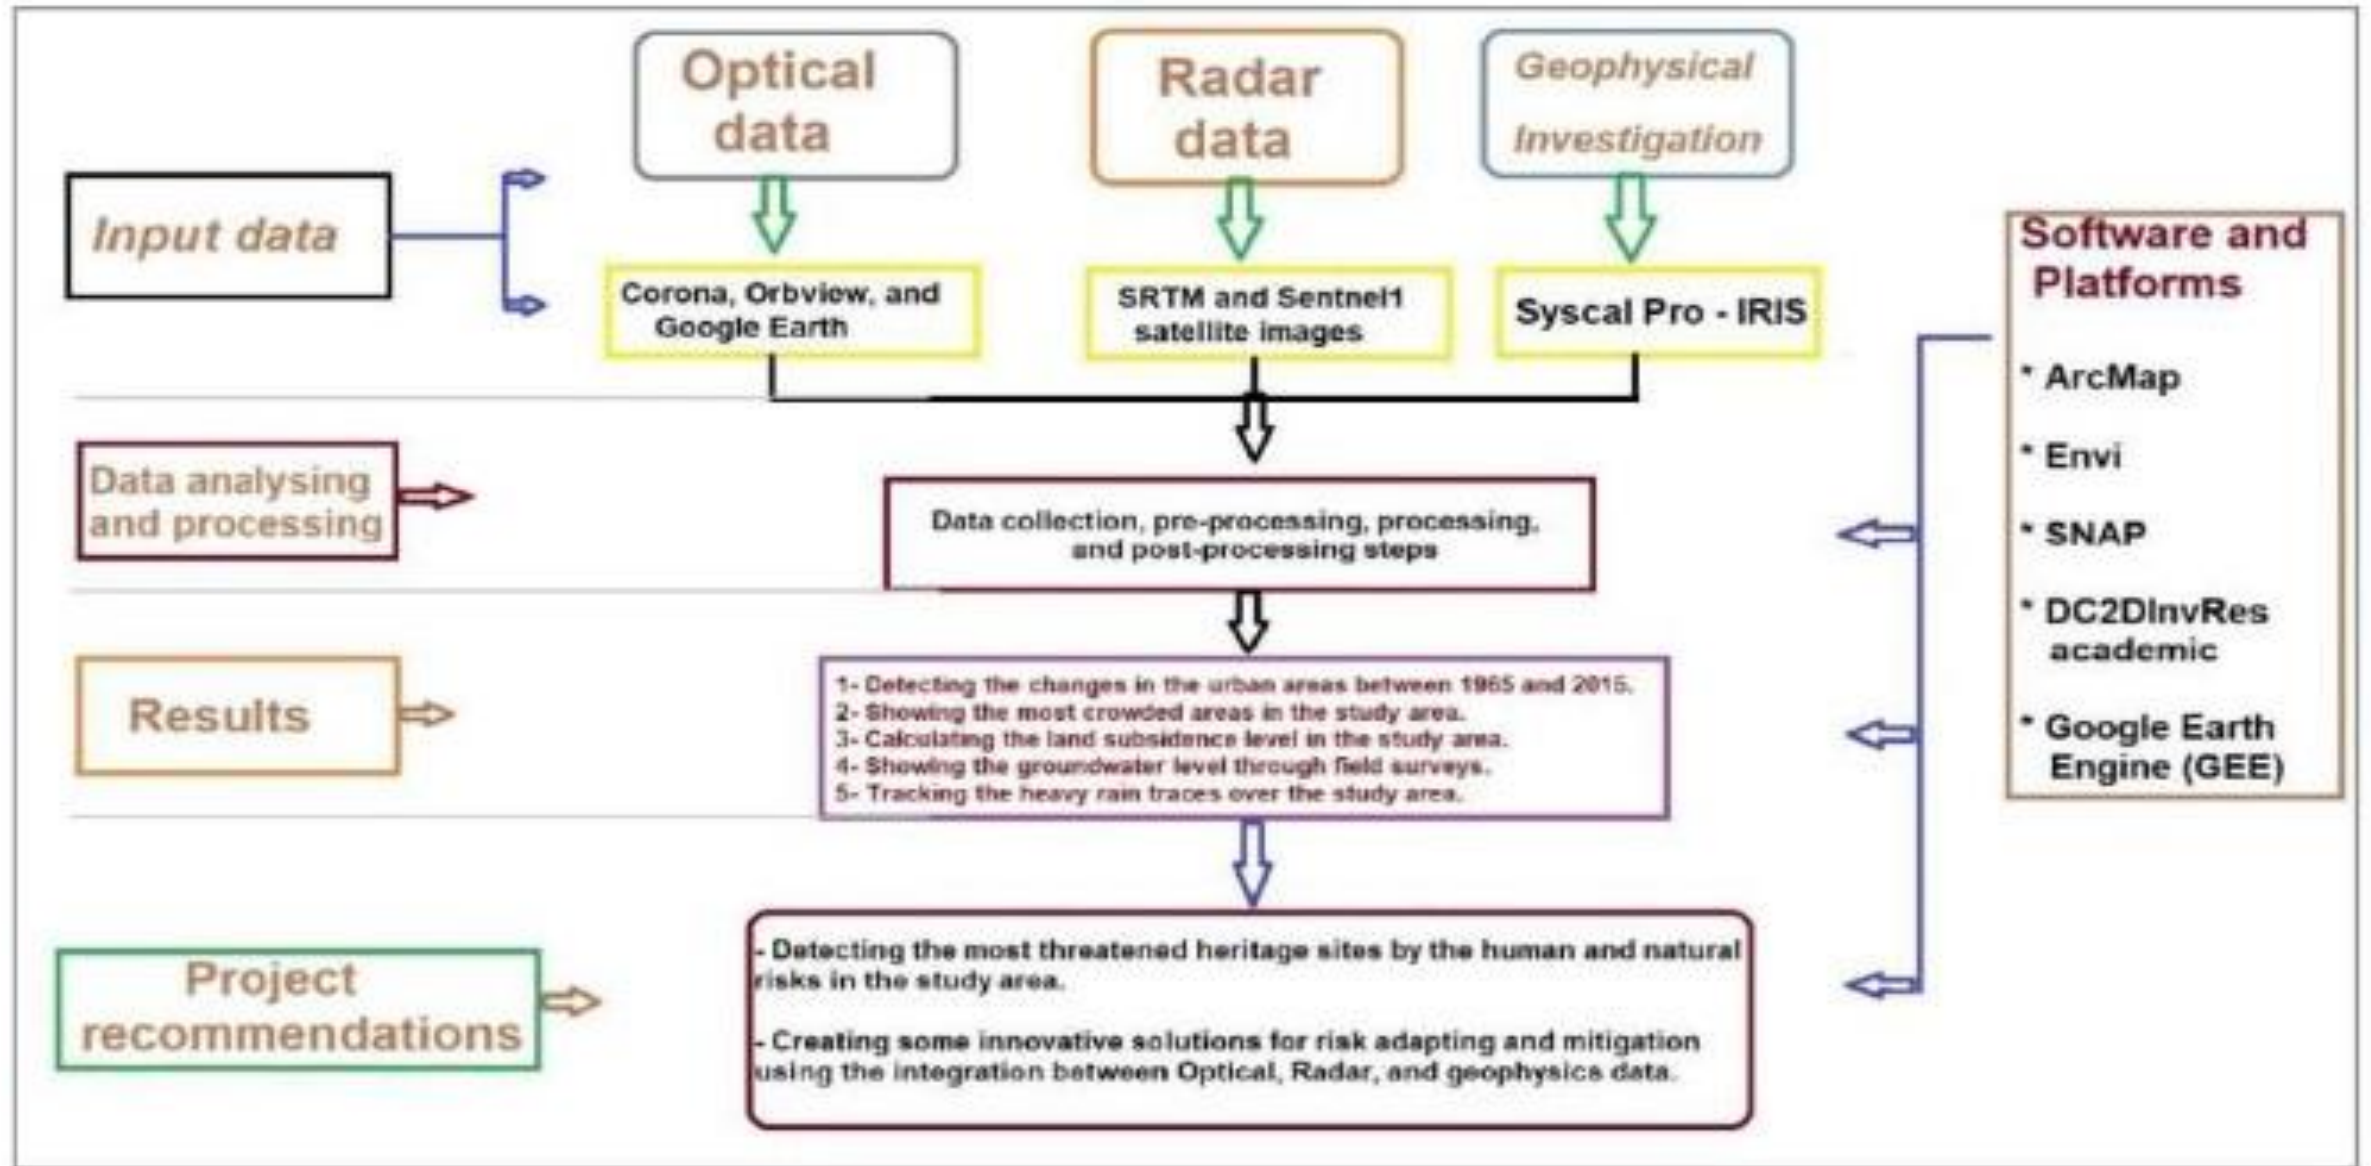 Optical
data
Radar
data
Geophysical
Investigation
Input data
Corona, Orbview, and
Google Earth
SRTM and Sentnel1
satellite images
Syscal Pro - IRIS
Software and
Platforms
* ArcMap
* Envi
* SNAP
* DC2DInvRes
academic
* Google Earth
Engine (GEE)
Data analysing
and processing
Data collection, pre-processing, processing,
and post-processing steps
Results
1- Detecting the changes in the urban areas between 1965 and 2015.
2- Showing the most crowded areas in the study area.
3- Calculating the land subsidence level in the study area.
4- Showing the groundwater level through field surveys.
5- Tracking the heavy rain traces over the study area.
Project
recommendations
- Detecting the most threatened heritage sites by the human and natural
risks in the study area.
- Creating some innovative solutions for risk adapting and mitigation
using the integration between Optical, Radar, and geophysics data.